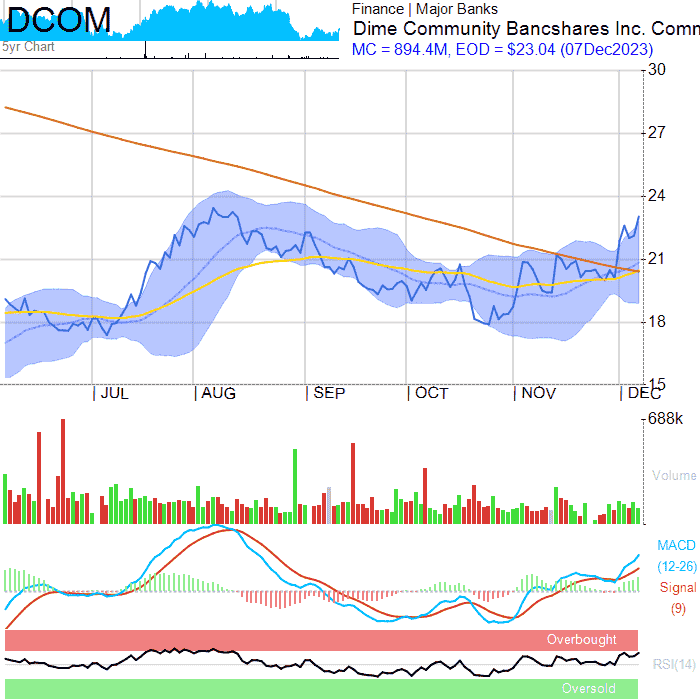 DCOM
5yr Chart
Finance | Major Banks
Dime Community Bancshares Inc. Comm
MC = 894.4M, EOD = $23.04 (07Dec2023)
30
27
24
21
18
15
JUL
AUG
SEP
OCT
NOV
DEC
688k
Volume
MACD
(12-26)
Signal
(9)
Overbought
RSI(14)
Oversold